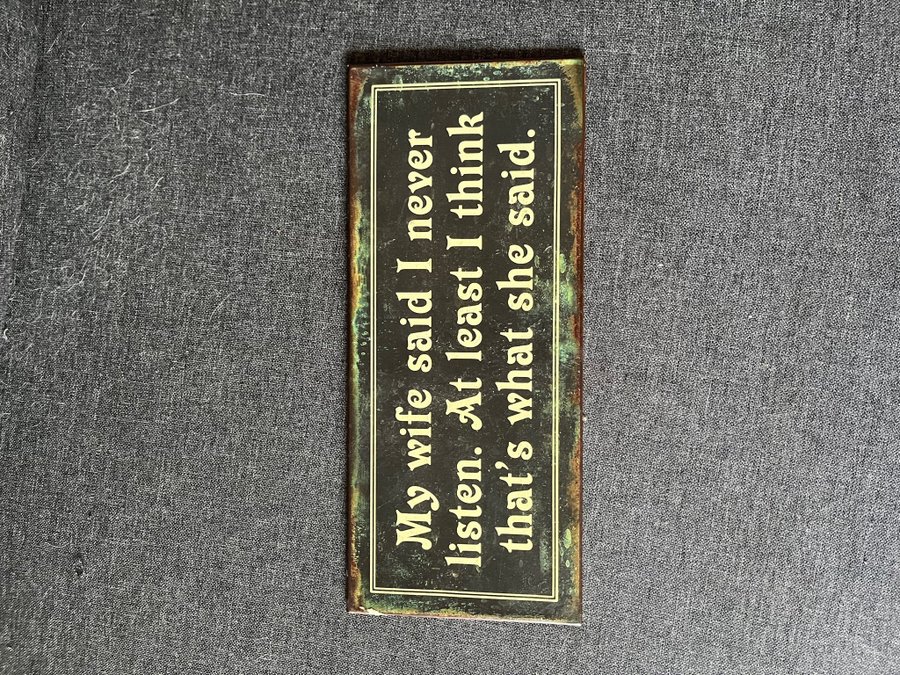 My wife said I never
listen. At least I think
that's what she said.